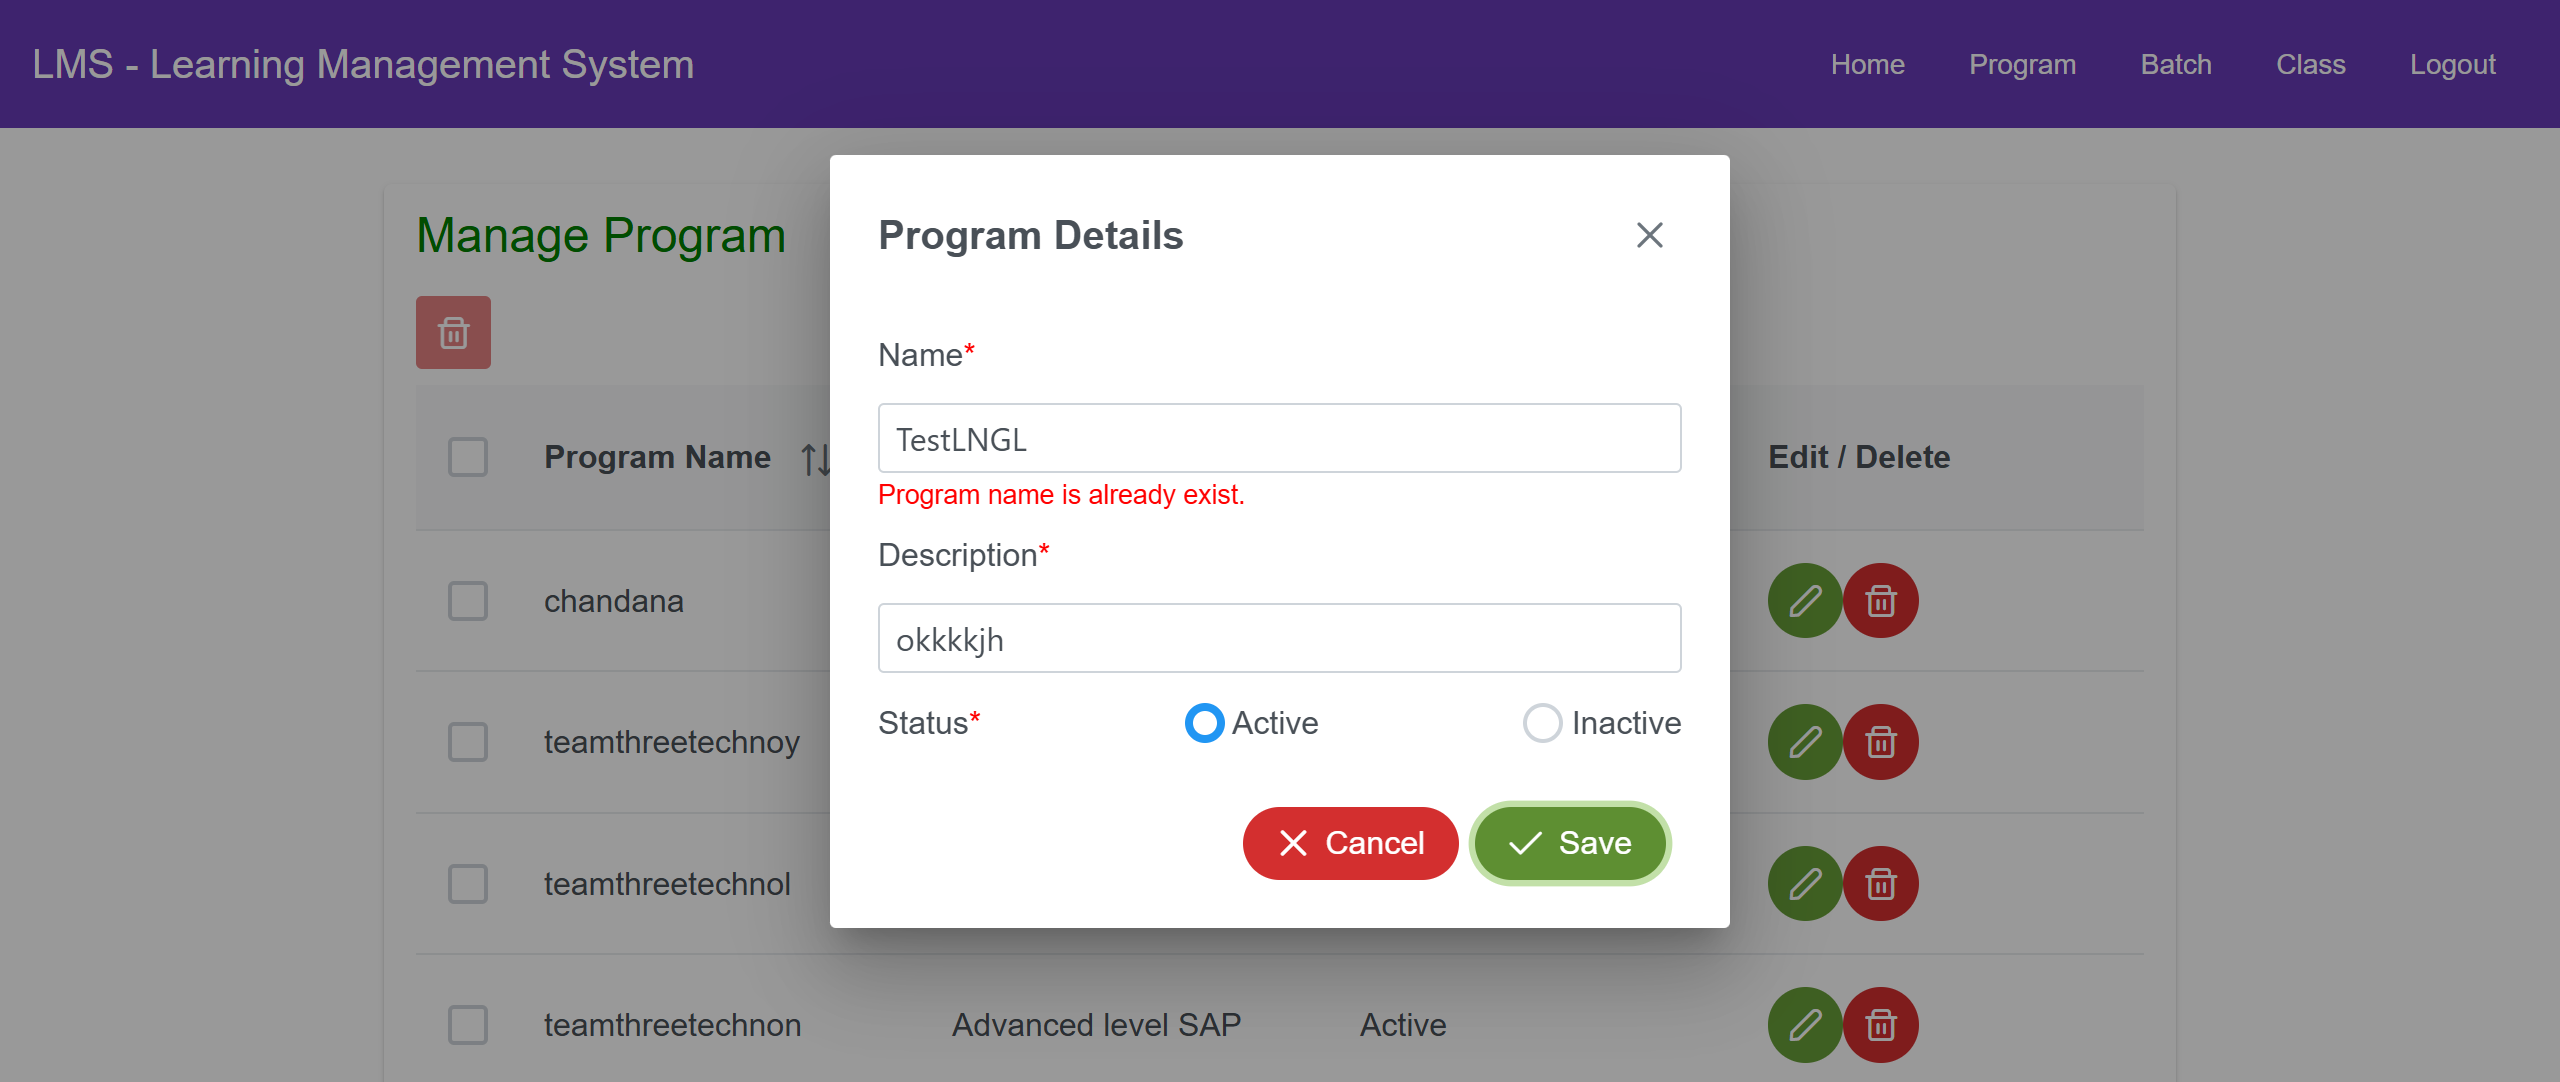 LMS - Learning Management System
Home Program Batch Class Logout
Manage Program
Program Name
Edit / Delete
chandana
teamthreetechnoy
teamthreetechnol
teamthreetechnon Advanced level SAP Active
Program Details
Name*
TestLNGL
Program name is already exist.
Description*
okkkkjh
Status* Active Inactive
Cancel Save